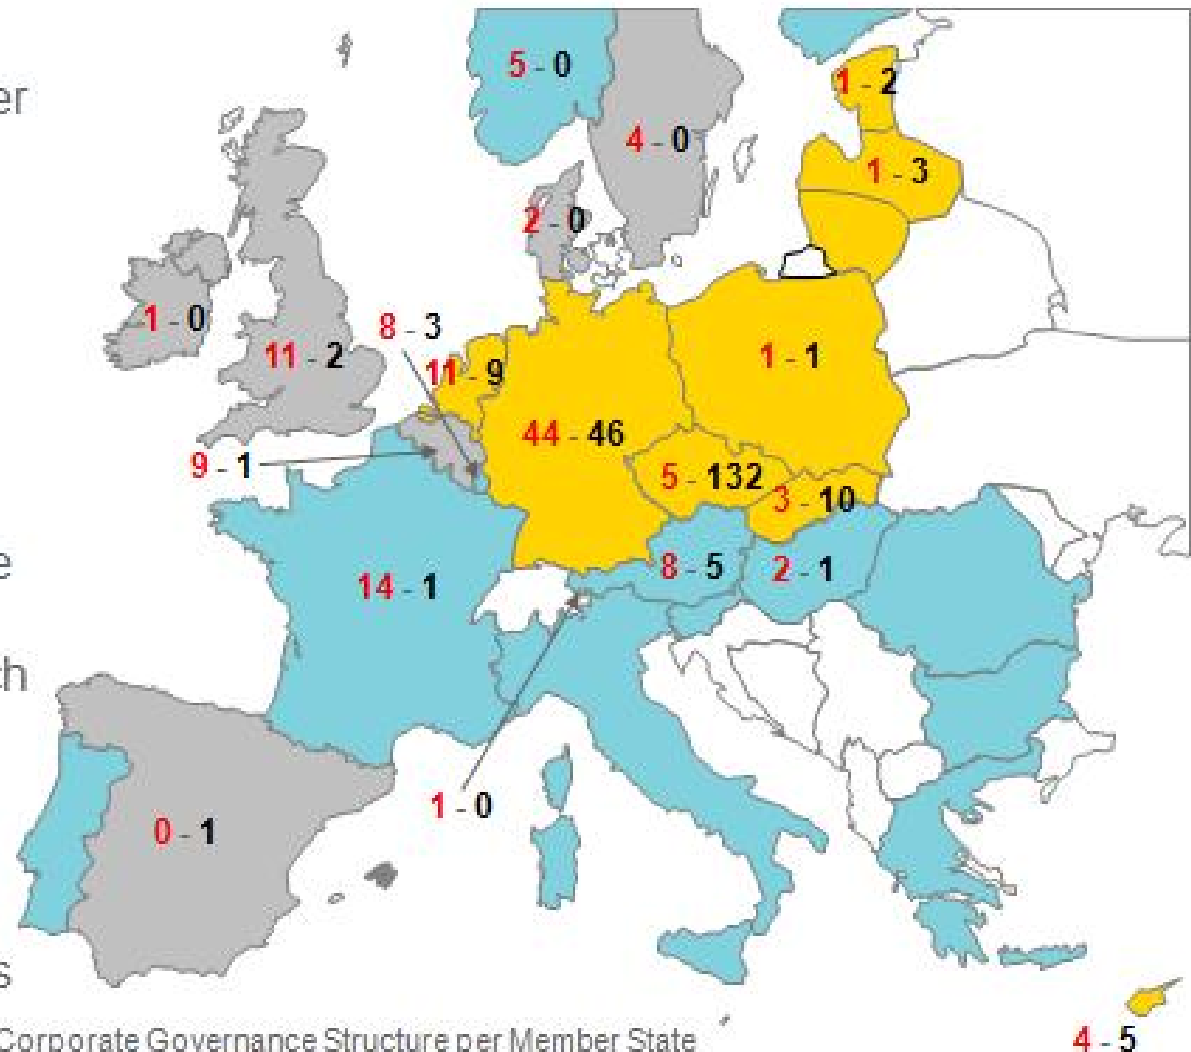 5 - 0
er
1 - 2
4 - 0
1 - 3
2 - 0
1 - 0
8 - 3
11 - 2
1 - 1
11 - 9
44 - 46
9 - 1
5 - 132
3 - 10
e
8 - 5
2 - 1
14 - 1
ch
1 - 0
0 - 1
s
Corporate Governance Structure per Member State
4 - 5